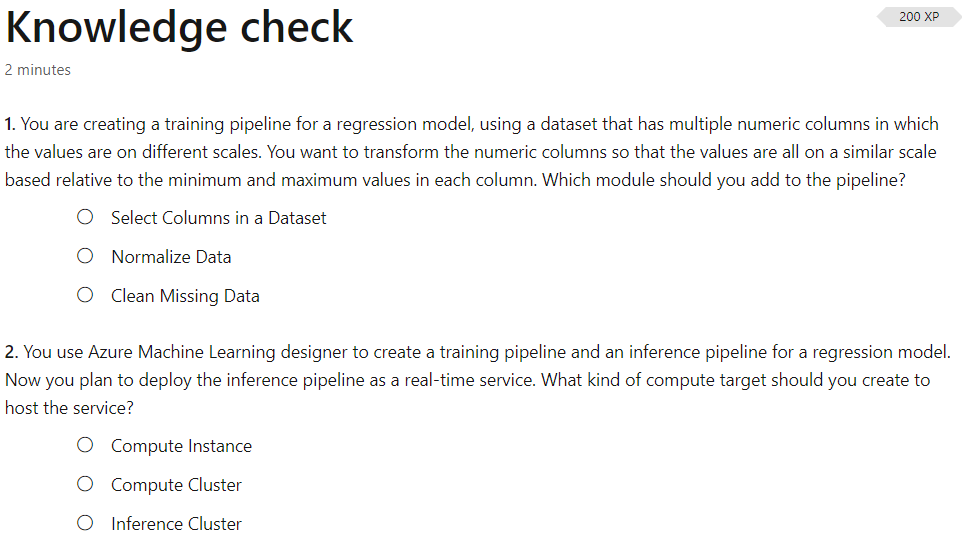 Knowledge check
200 XP
2 minutes
1. You are creating a training pipeline for a regression model, using a dataset that has multiple numeric columns in which
the values are on different scales. You want to transform the numeric columns so that the values are all on a similar scale
based relative to the minimum and maximum values in each column. Which module should you add to the pipeline?
Select Columns in a Dataset
Normalize Data
Clean Missing Data
2. You use Azure Machine Learning designer to create a training pipeline and an inference pipeline for a regression model.
Now you plan to deploy the inference pipeline as a real-time service. What kind of compute target should you create to
host the service?
Compute Instance
Compute Cluster
Inference Cluster